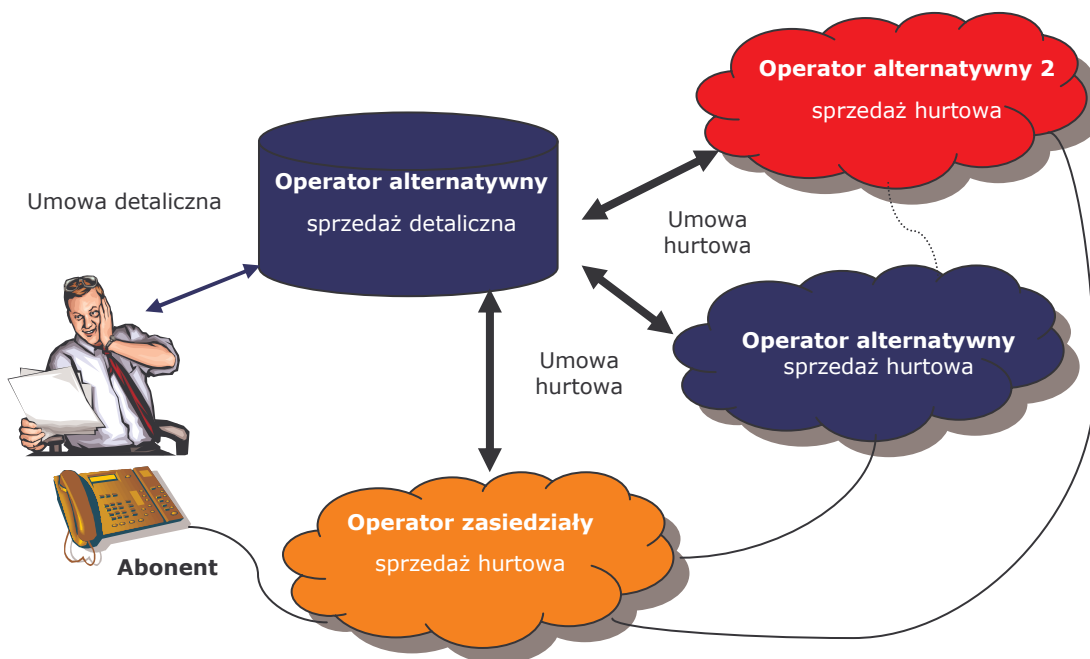 Operator alternatywny 2
sprzedaż hurtowa
Operator alternatywny
sprzedaż detaliczna
Umowa detaliczna
Umowa
hurtowa
Operator alternatywny
sprzedaż hurtowa
Umowa
hurtowa
Operator zasiedziały
sprzedaż hurtowa
Abonent